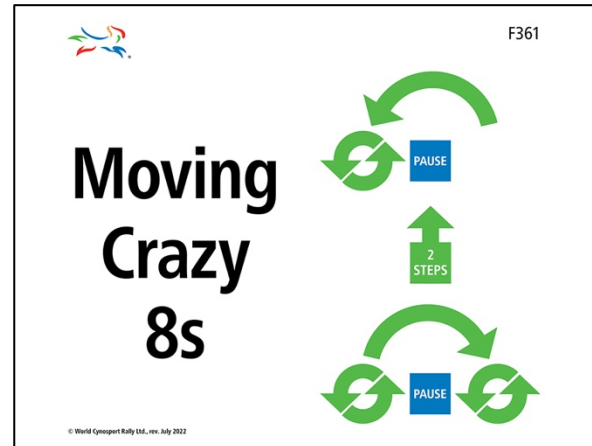 F361
Moving
Crazy
8s
PAUSE
2
STEPS
PAUSE
© World Cynosport Rally Ltd., rev. July 2022